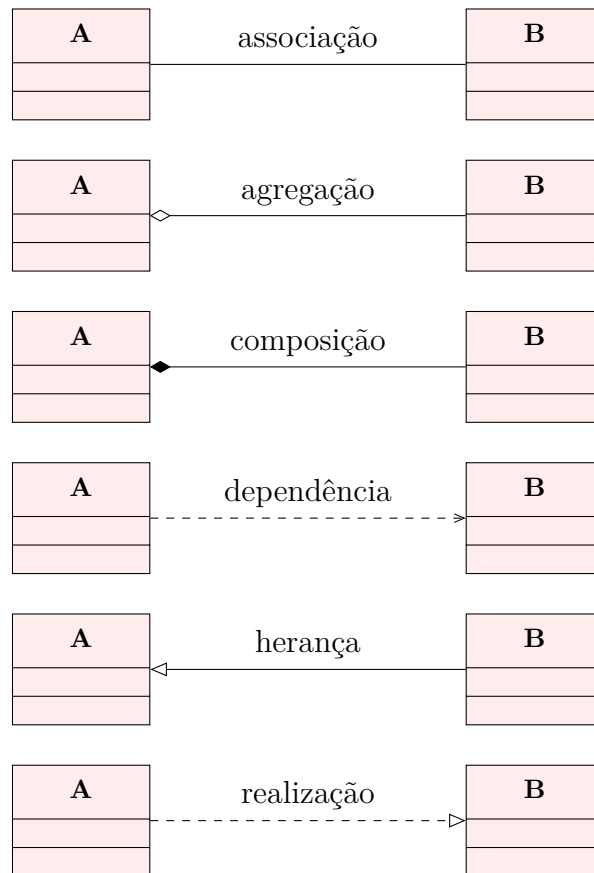 A associação B
A agregação B
A composição B
A dependência B
A herança B
A realização B